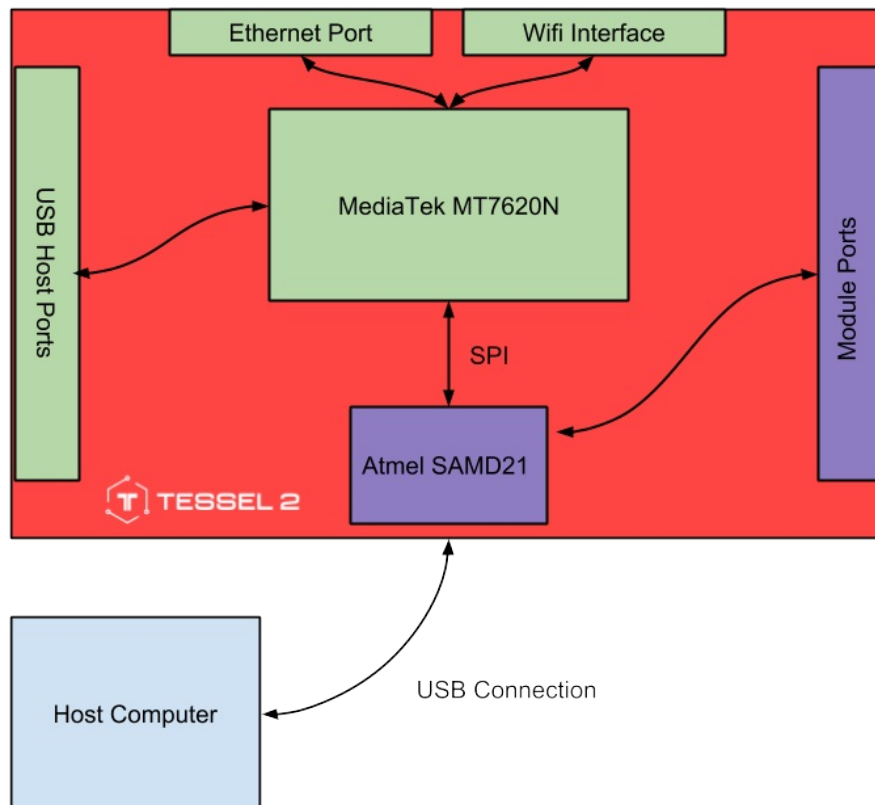 Ethernet Port
Wifi Interface
USB Host Ports
MediaTek MT7620N
Module Ports
SPI
Atmel SAMD21
TESSEL 2
USB Connection
Host Computer